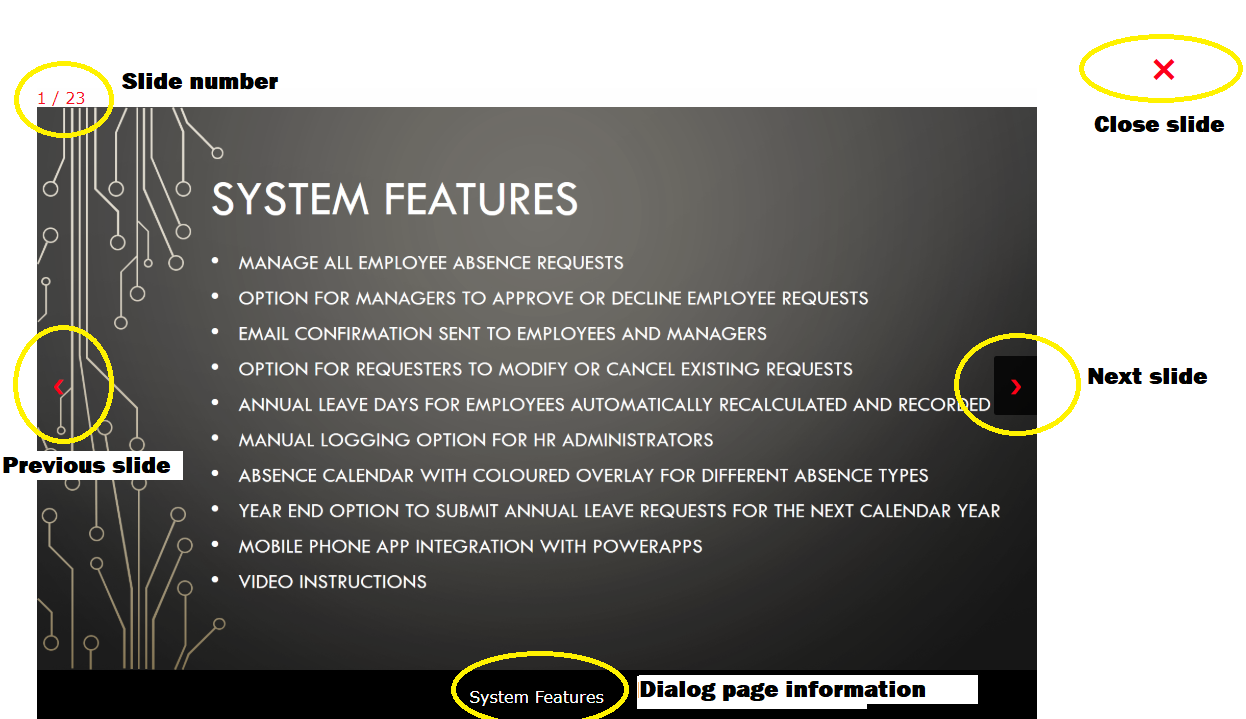 Slide number
1 / 23
×
Close slide
SYSTEM FEATURES
• MANAGE ALL EMPLOYEE ABSENCE REQUESTS
• OPTION FOR MANAGERS TO APPROVE OR DECLINE EMPLOYEE REQUESTS
• EMAIL CONFIRMATION SENT TO EMPLOYEES AND MANAGERS
• OPTION FOR REQUESTERS TO MODIFY OR CANCEL EXISTING REQUESTS
‹
›
Next slide
• ANNUAL LEAVE DAYS FOR EMPLOYEES AUTOMATICALLY RECALCULATED AND RECORDED
• MANUAL LOGGING OPTION FOR HR ADMINISTRATORS
Previous slide
• ABSENCE CALENDAR WITH COLOURED OVERLAY FOR DIFFERENT ABSENCE TYPES
• YEAR END OPTION TO SUBMIT ANNUAL LEAVE REQUESTS FOR THE NEXT CALENDAR YEAR
• MOBILE PHONE APP INTEGRATION WITH POWERAPPS
• VIDEO INSTRUCTIONS
System Features
Dialog page information